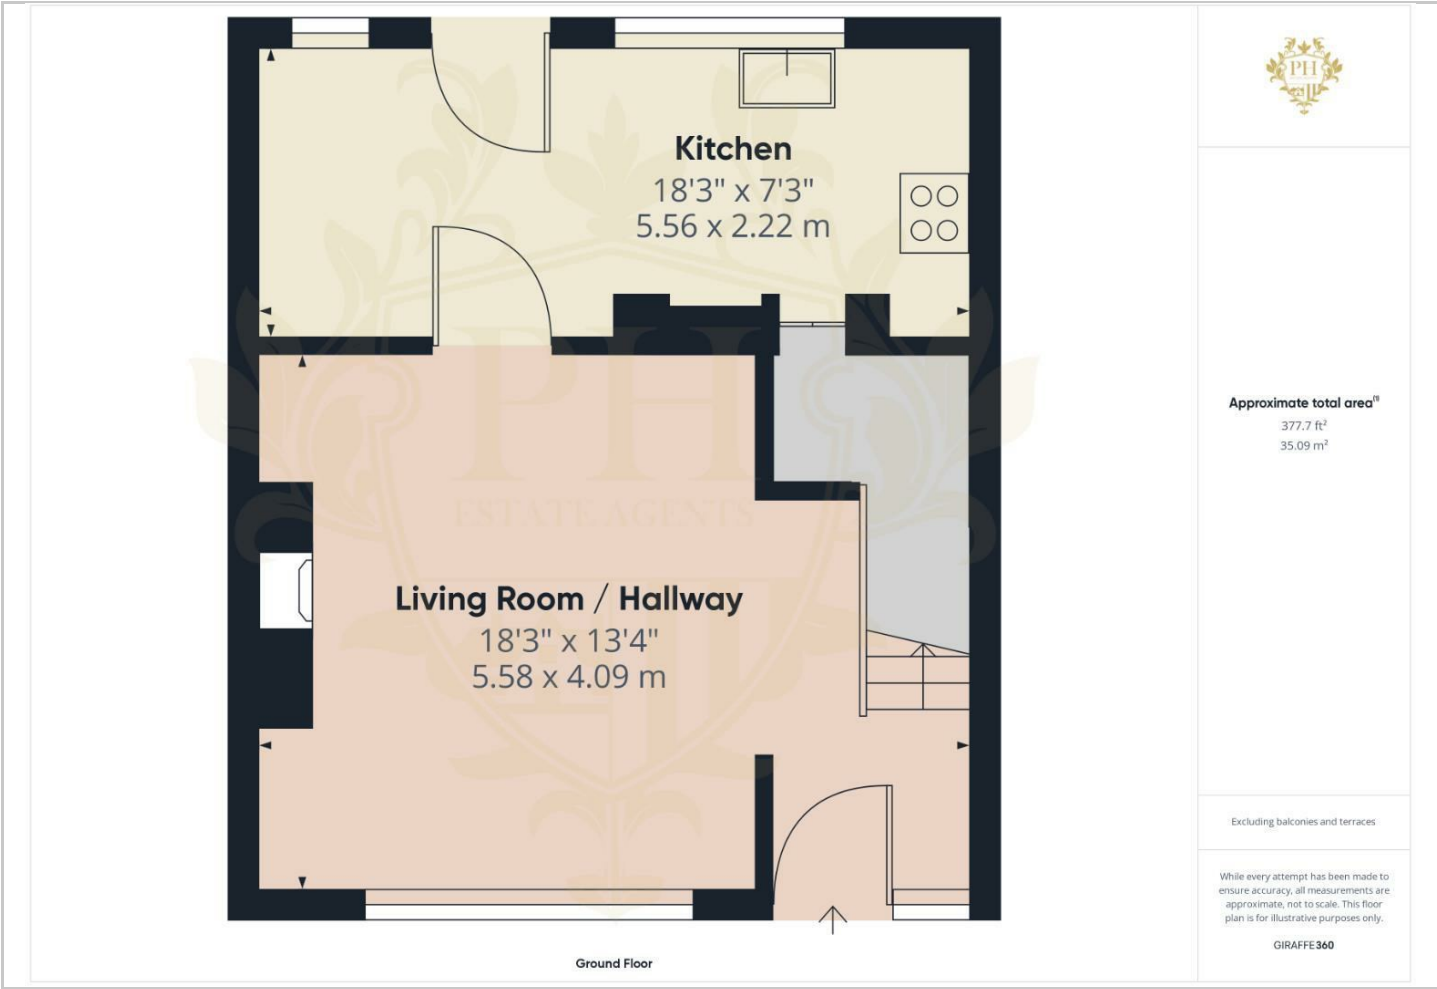 Kitchen
18'3" x 7'3"
5.56 x 2.22 m
PH
ESTATE AGENTS
Living Room / Hallway
18'3" x 13'4"
5.58 x 4.09 m
Ground Floor
PH
Approximate total area⁽¹⁾
377.7 ft²
35.09 m²
Excluding balconies and terraces
While every attempt has been made to
ensure accuracy, all measurements are
approximate, not to scale. This floor
plan is for illustrative purposes only.
GIRAFFE360